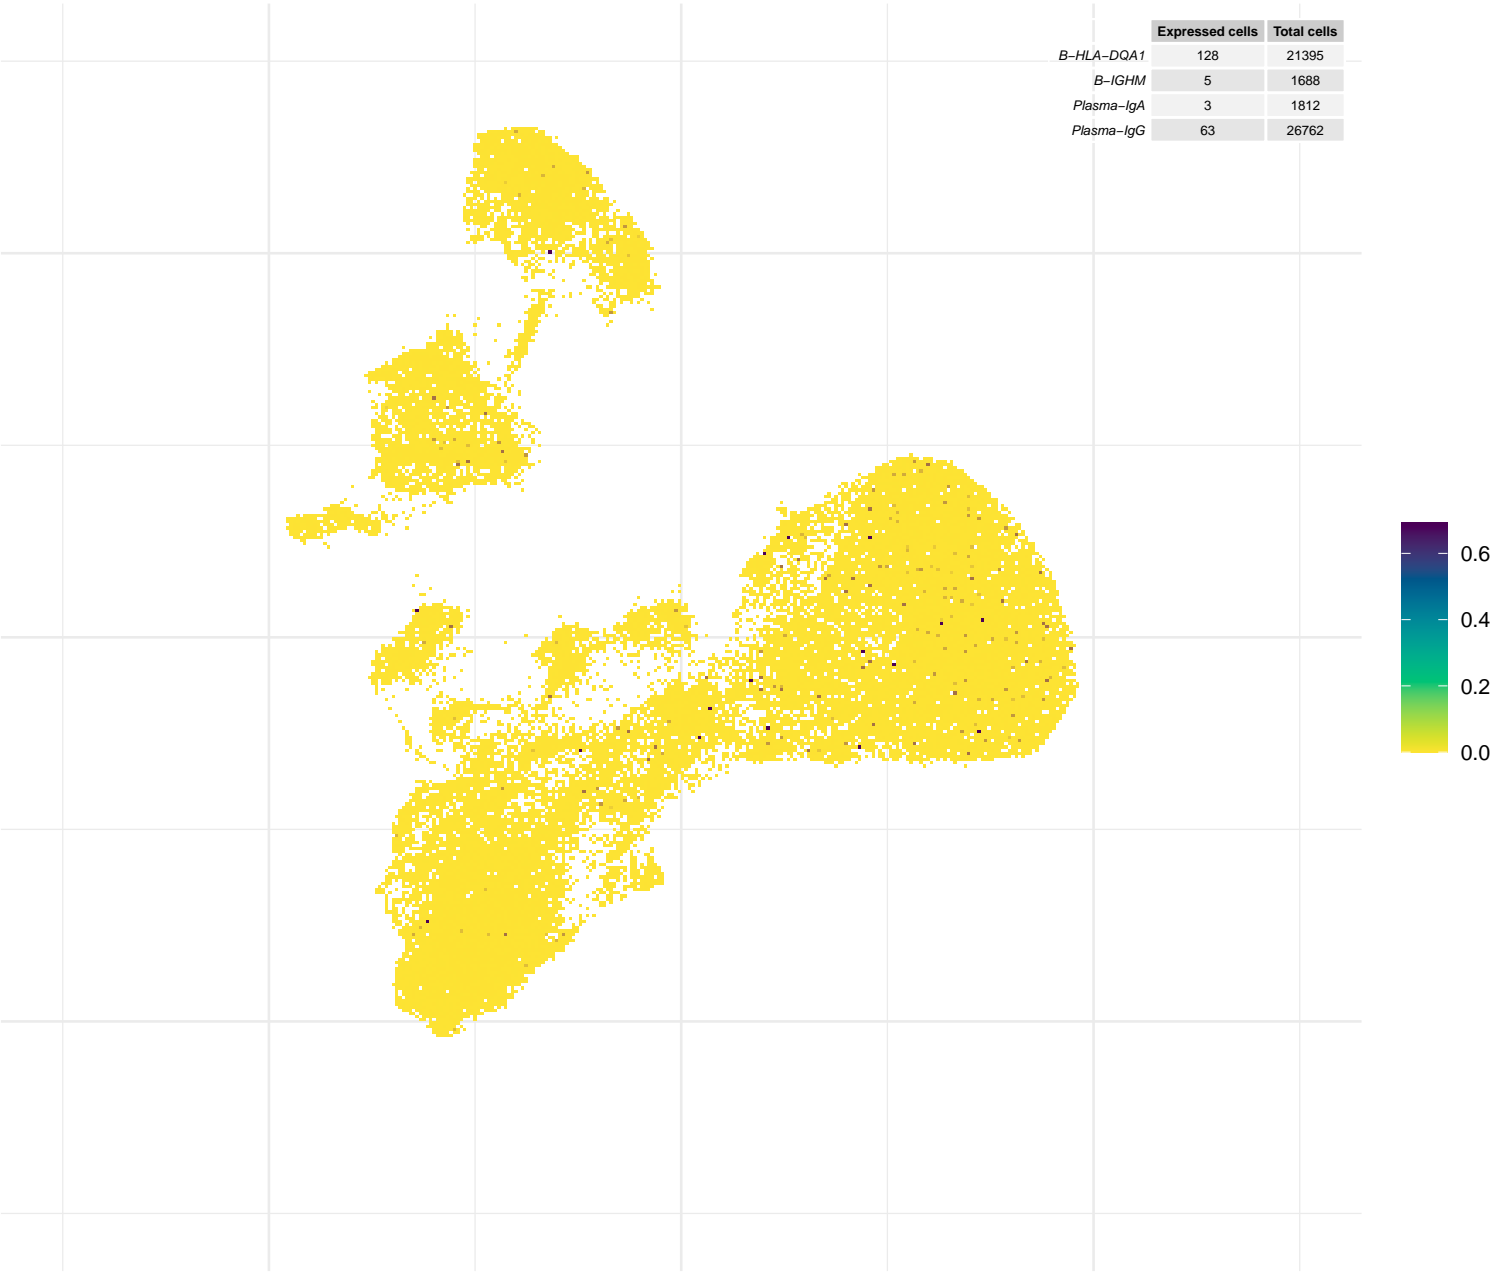 Expressed cells Total cells
B−HLA−DQA1 128 21395
B−IGHM 5 1688
Plasma−IgA 3 1812
Plasma−IgG 63 26762
0.6
0.4
0.2
0.0